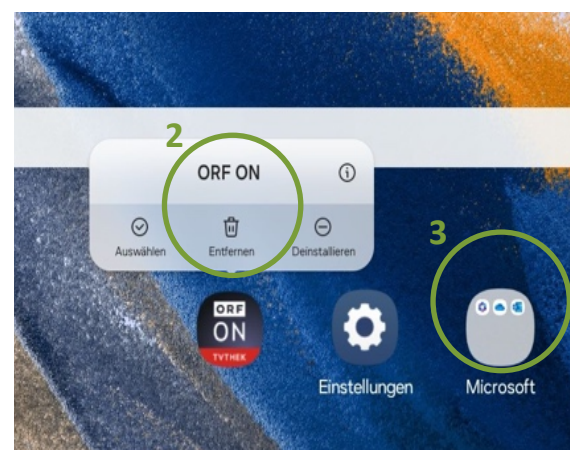 2
ORF ON
Auswählen
Entfernen
Deinstallieren
3
ORF
ON
TVTHEK
Einstellungen
Microsoft